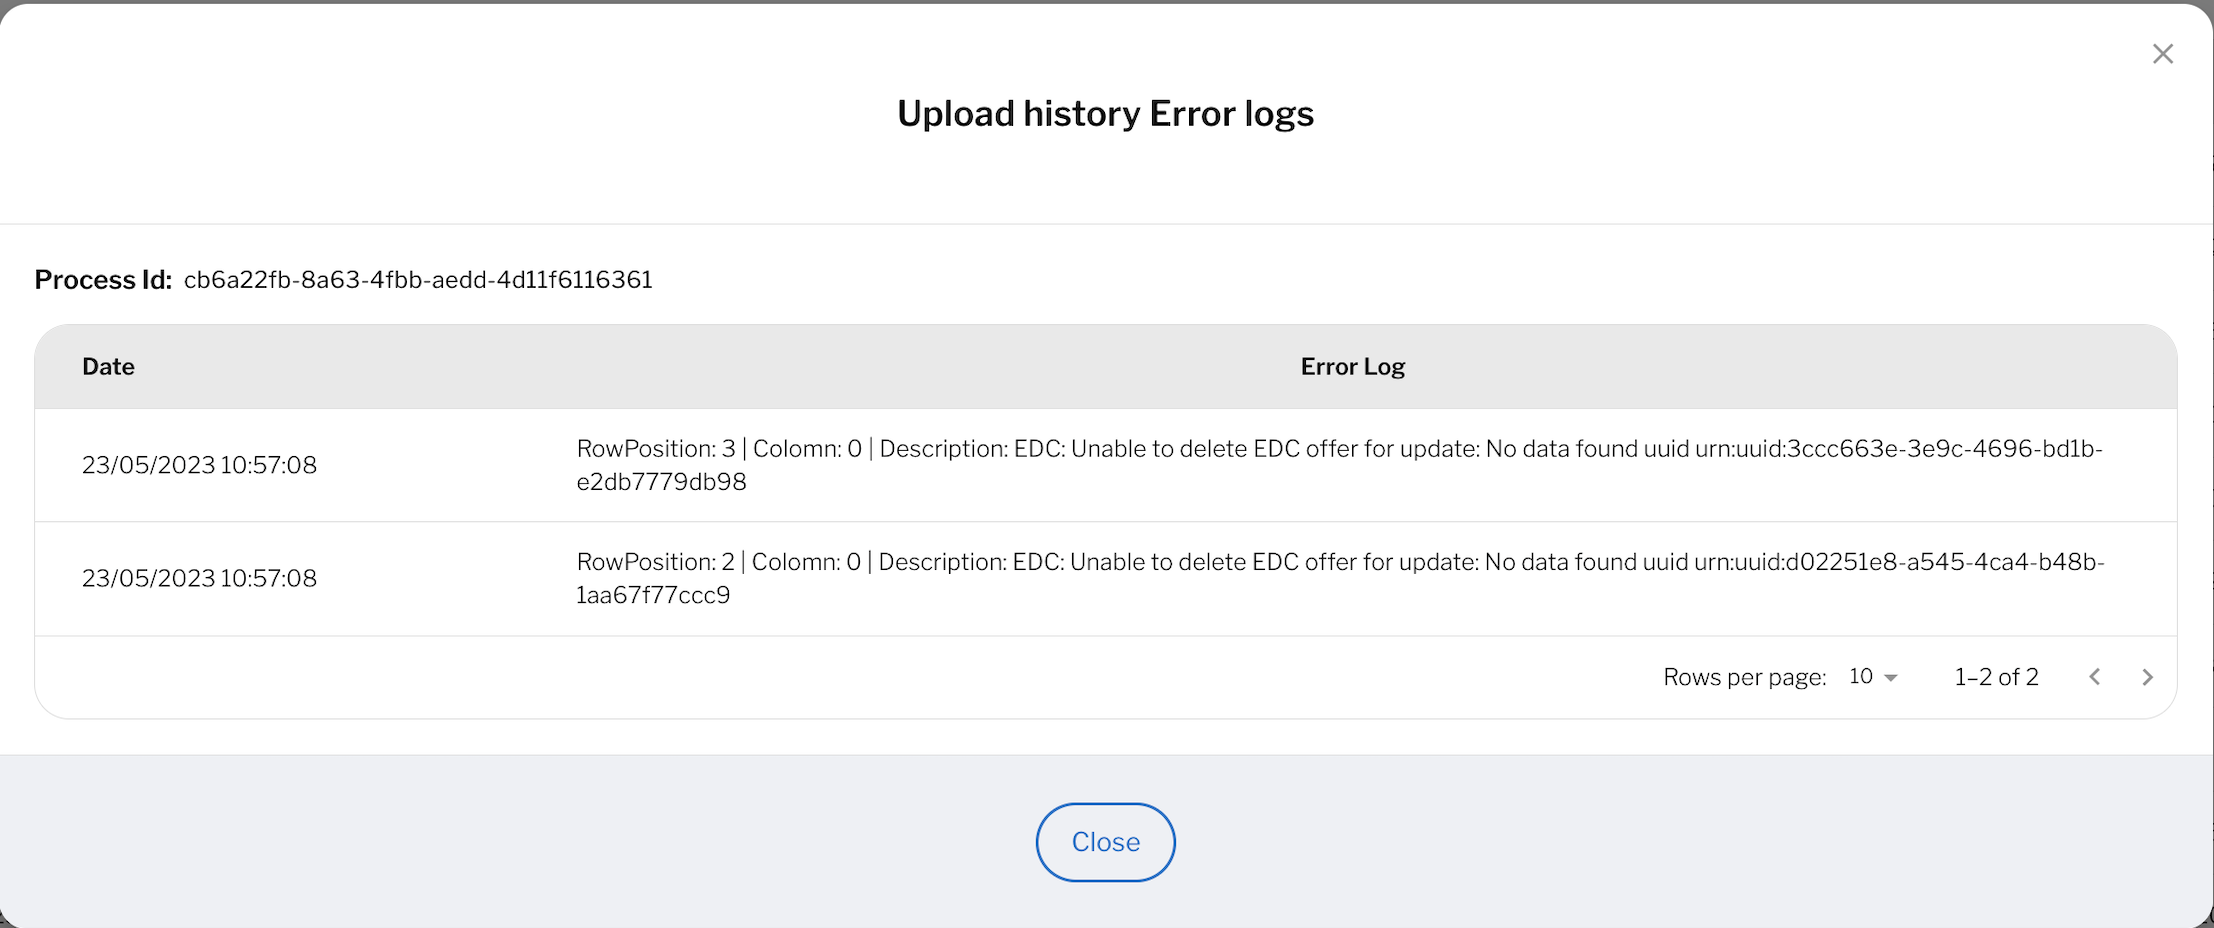 Upload history Error logs
Process Id: cb6a22fb-8a63-4fbb-aedd-4d11f6116361
Date Error Log
23/05/2023 10:57:08
RowPosition: 3 | Colomn: 0 | Description: EDC: Unable to delete EDC offer for update: No data found uuid urn:uuid:3ccc663e-3e9c-4696-bd1b-
e2db7779db98
23/05/2023 10:57:08
RowPosition: 2 | Colomn: 0 | Description: EDC: Unable to delete EDC offer for update: No data found uuid urn:uuid:d02251e8-a545-4ca4-b48b-
1aa67f77ccc9
Rows per page: 10 1–2 of 2
Close